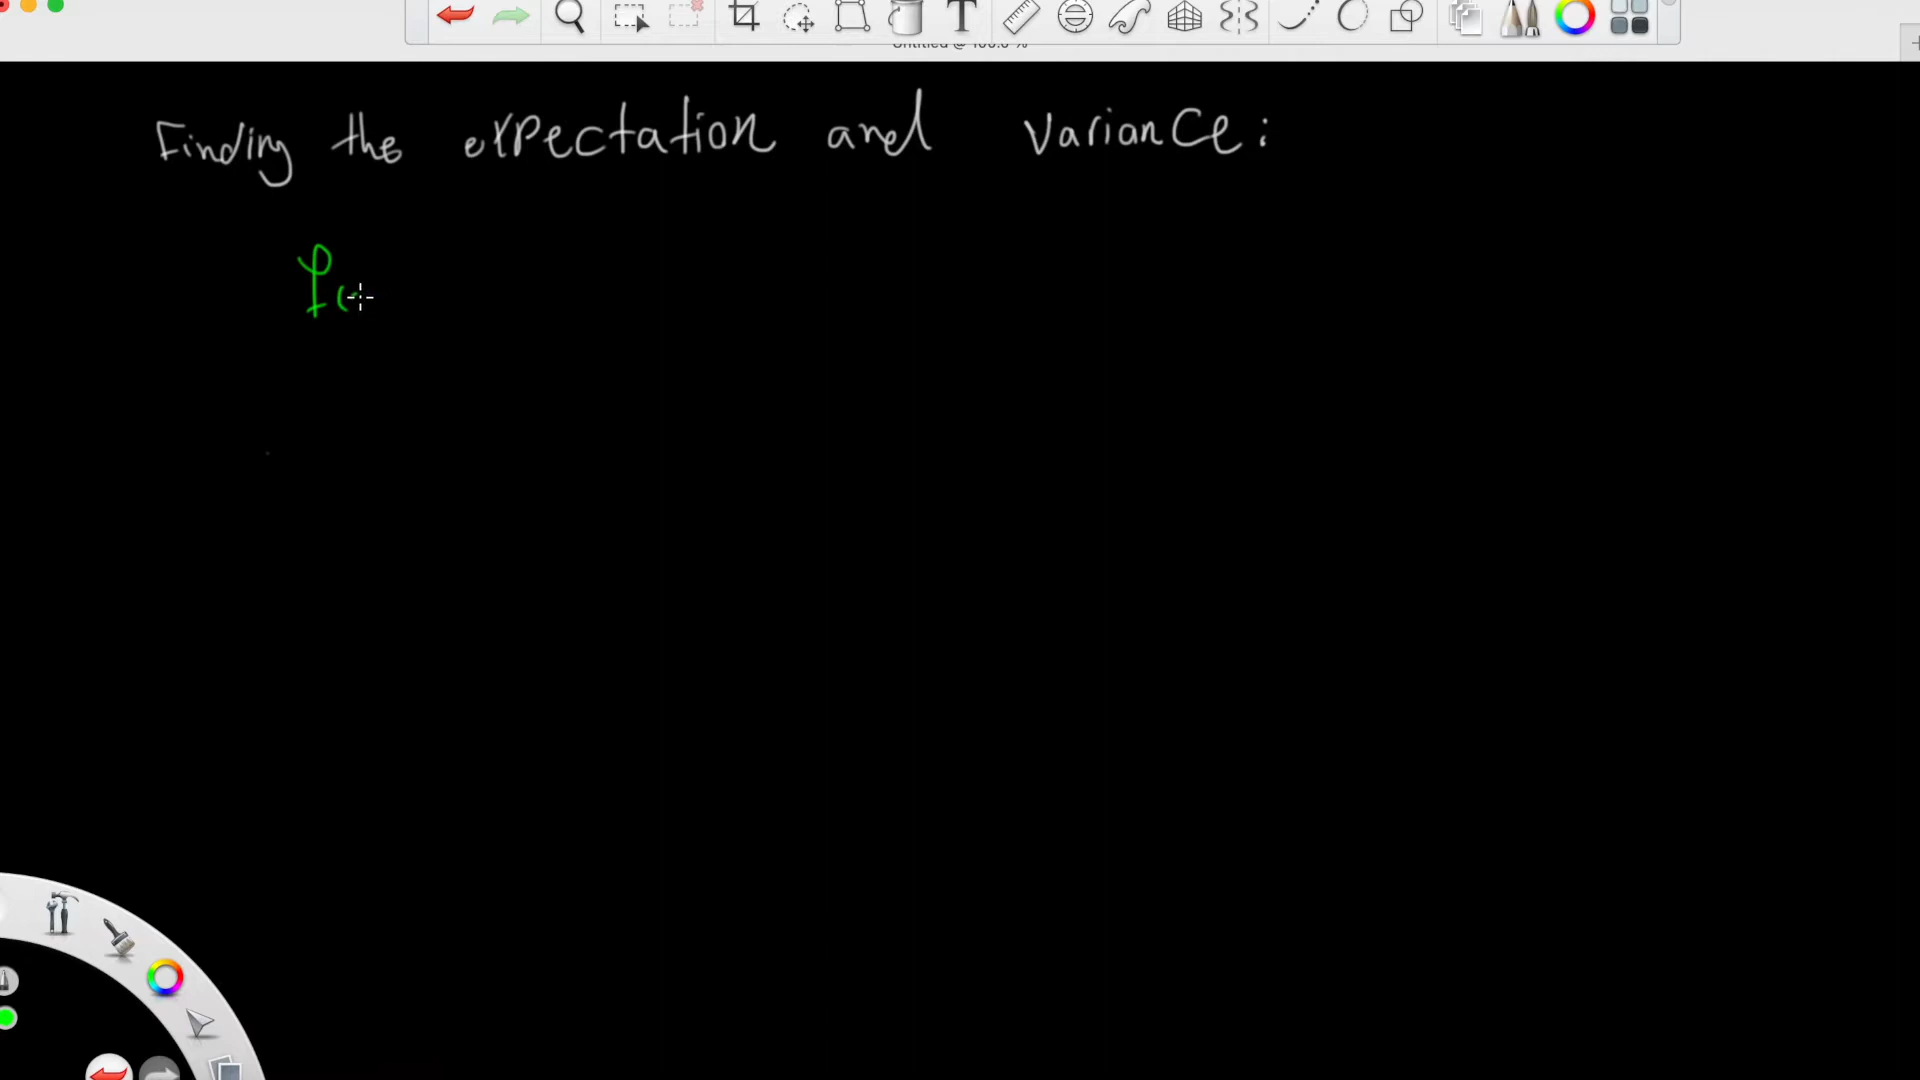 Finding the expectation and variance:
f(